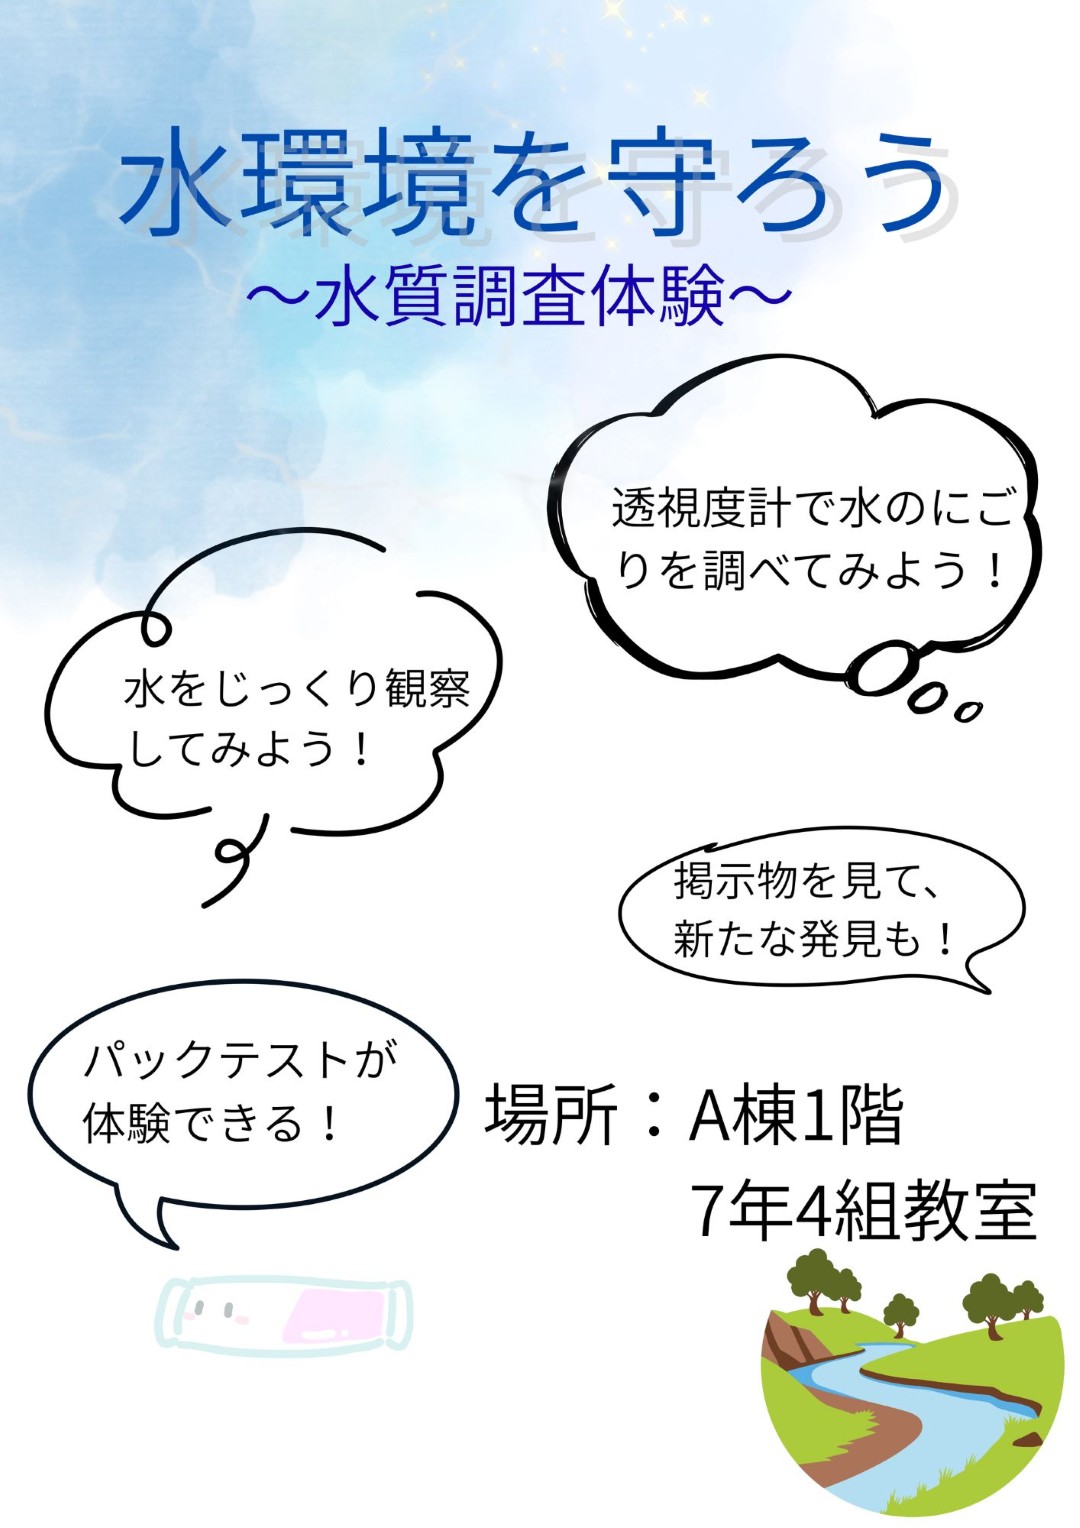 水環境を守ろう
〜水質調査体験〜
透視度計で水のにご
りを調べてみよう！
水をじっくり観察
してみよう！
掲示物を見て、
新たな発見も！
パックテストが
体験できる！
場所：A棟1階
7年4組教室